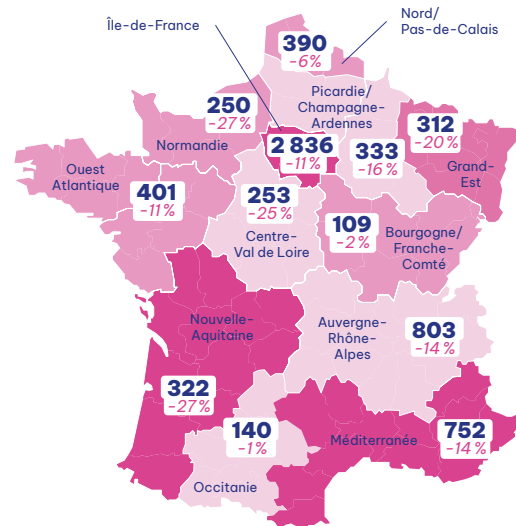 Île-de-France
Nord/
Pas-de-Calais
390
-6%
Picardie/
Champagne-
Ardennes
250
-27%
Normandie
2 836
-11%
333
-16%
312
-20%
Grand-
Est
Ouest
Atlantique
401
-11%
253
-25%
Centre-
Val de Loire
109
-2%
Bourgogne/
Franche-
Comté
Nouvelle-
Aquitaine
322
-27%
Auvergne-
Rhône-
Alpes
803
-14%
140
-1%
Occitanie
Méditerranée
752
-14%